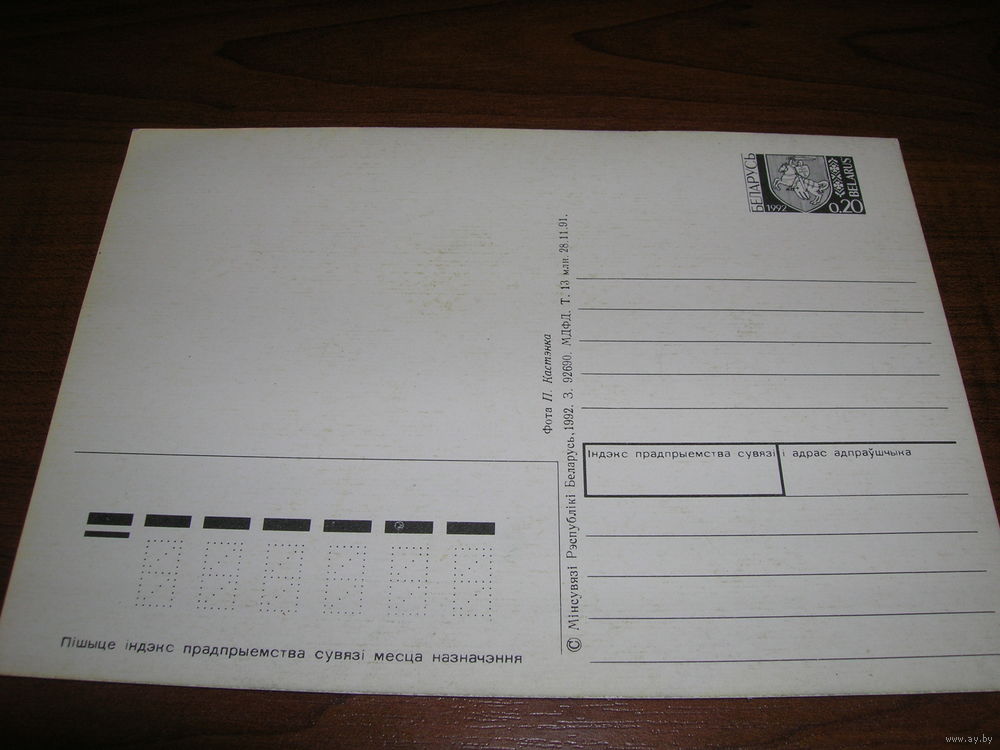 БЕЛАРУСЬ
1992
0,20
BELARUS
Фота П. Кастэнка
© Мінсувязі Рэспублікі Беларусь, 1992. З. 92690. МДФД. Т. 13 млн. 28.11.91.
Індэкс прадпрыемства сувязі і адрас адпраўшчыка
Пішыце індэкс прадпрыемства сувязі месца назначэння
www.ay.by